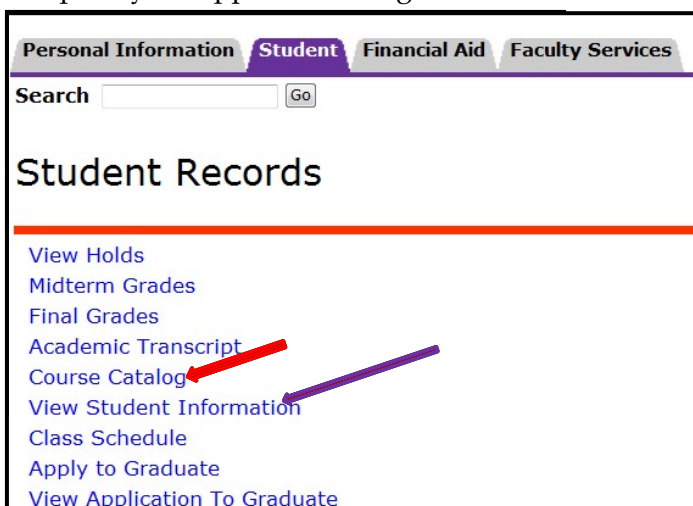 Personal Information Student Financial Aid Faculty Services
Search Go
Student Records
View Holds
Midterm Grades
Final Grades
Academic Transcript
Course Catalog
View Student Information
Class Schedule
Apply to Graduate
View Application To Graduate